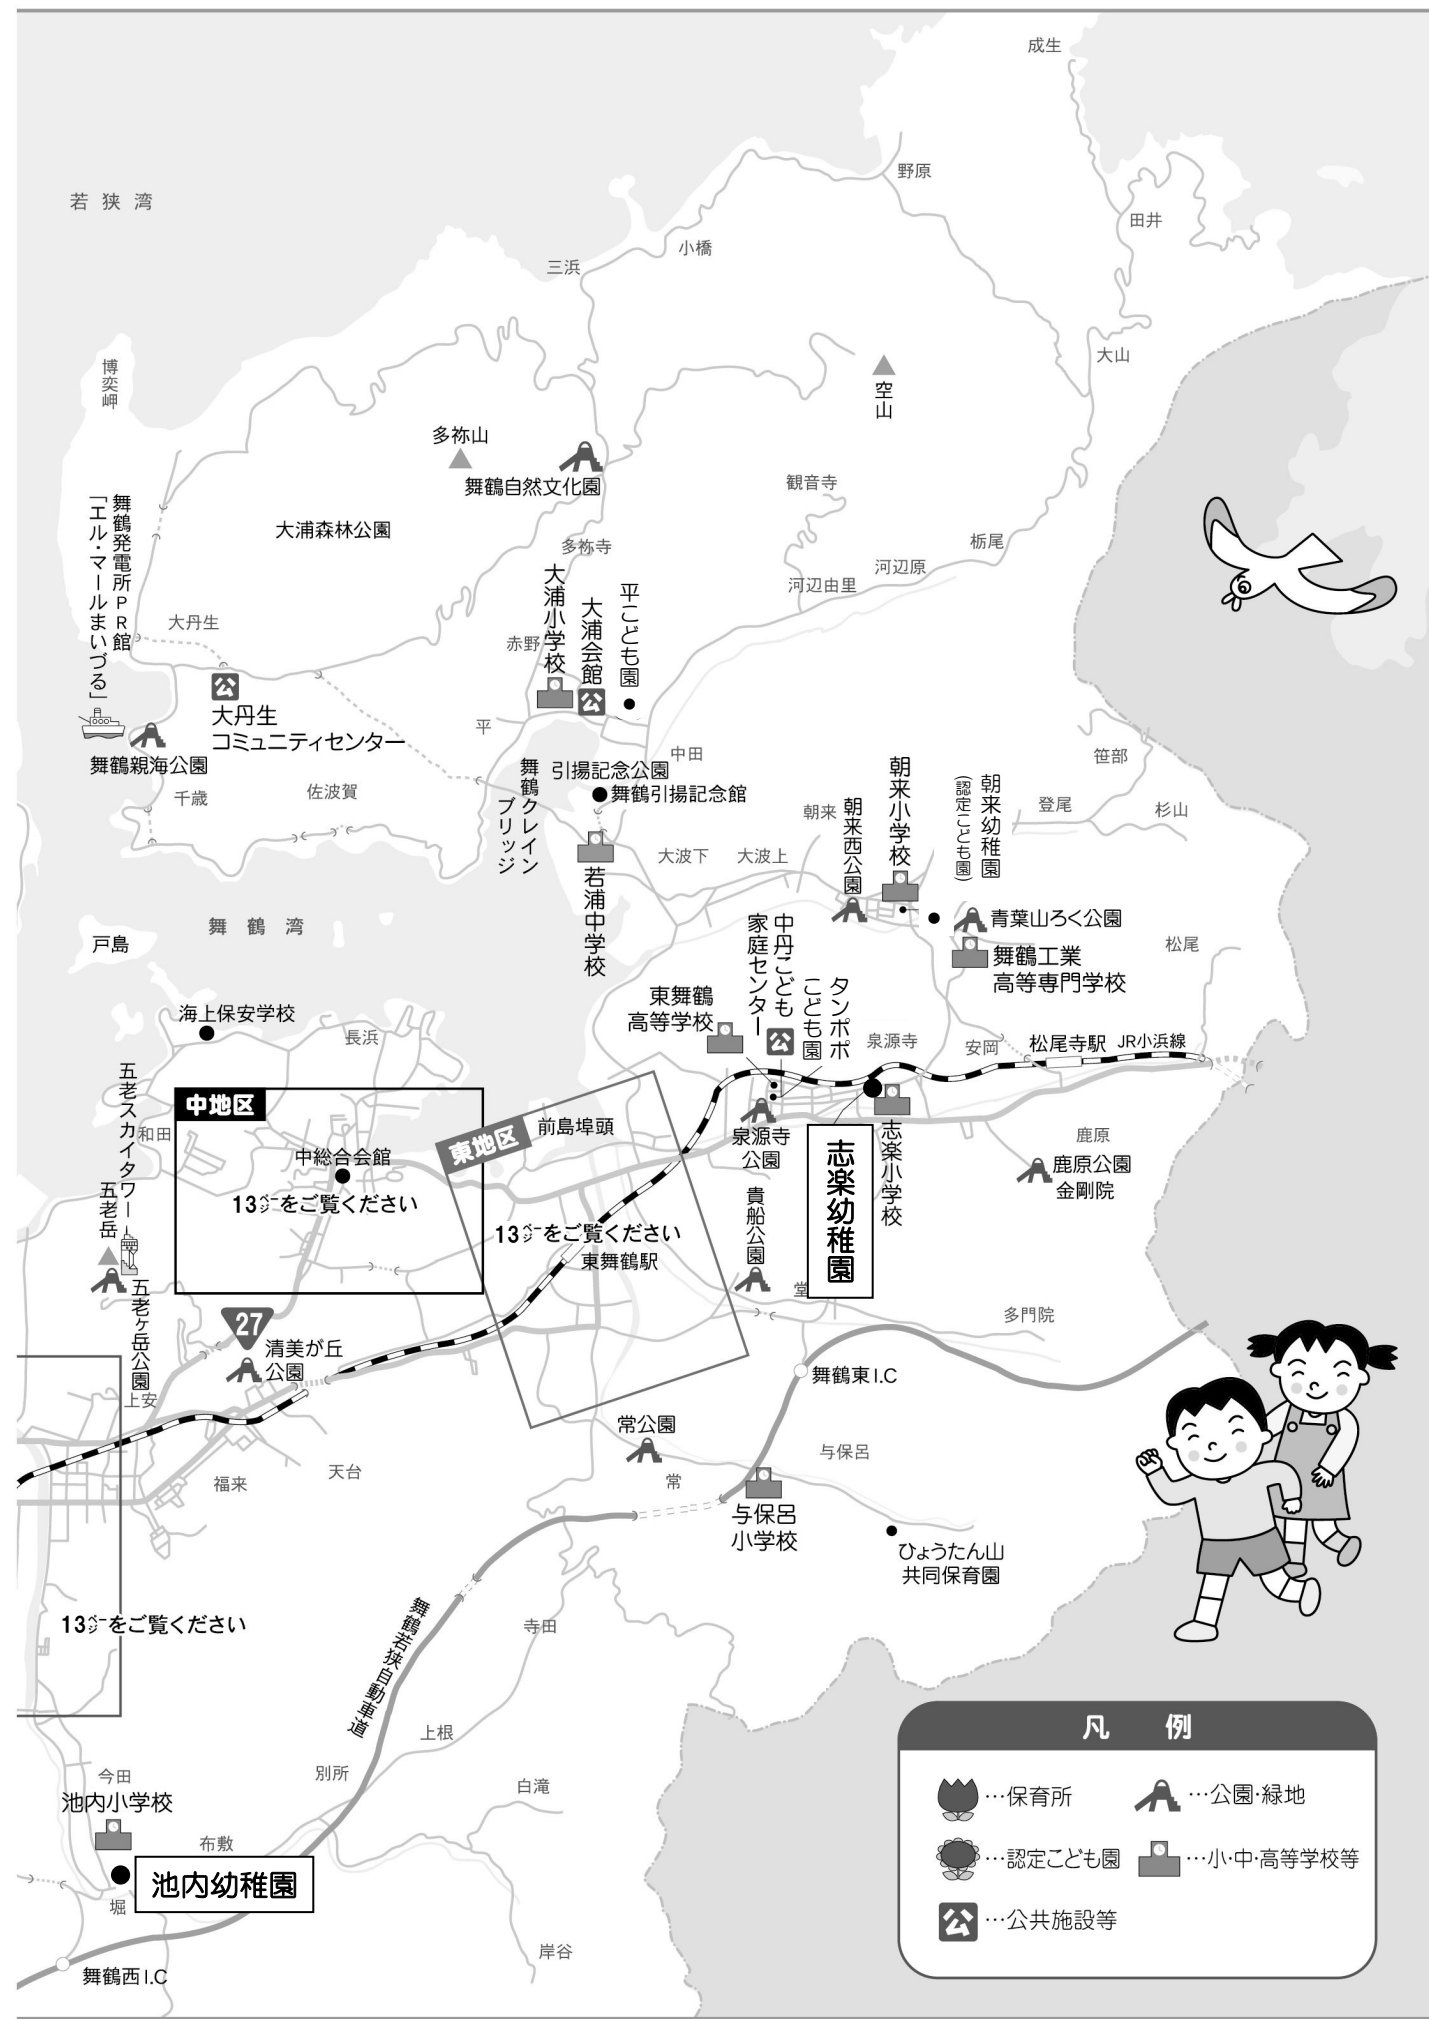 成生
野原
若狭湾
田井
小橋
三浜
大山
博奕岬
空山
多祢山
舞鶴自然文化園
観音寺
舞鶴発電所PR館
「エル・マールまいづる」
大浦森林公園
栃尾
多祢寺
河辺原
河辺由里
大浦小学校
大浦会館
平こども園
大丹生
赤野
公
公
大丹生
コミュニティセンター
平
中田
笹部
舞鶴親海公園
千歳
佐波賀
舞鶴クレイン
ブリッジ
引揚記念公園
舞鶴引揚記念館
朝来
朝来西公園
朝来小学校
朝来幼稚園
(認定こども園)
登尾
杉山
大波下
大波上
若浦中学校
舞鶴湾
戸島
青葉山ろく公園
舞鶴工業
高等専門学校
松尾
中丹こども
家庭センター
タンポポ
こども園
東舞鶴
高等学校
公
海上保安学校
長浜
泉源寺
安岡
松尾寺駅
JR小浜線
五老スカイタワー
五老岳
和田
中地区
中総合会館
13ページをご覧ください
東地区
前島埠頭
13ページをご覧ください
東舞鶴駅
泉源寺
公園
志楽幼稚園
志楽小学校
鹿原
鹿原公園
金剛院
貴船公園
堂
多門院
五老ヶ岳公園
27
清美が丘
公園
上安
舞鶴東I.C
常公園
与保呂
福来
天台
常
与保呂
小学校
ひょうたん山
共同保育園
13ページをご覧ください
舞鶴若狭自動車道
寺田
上根
別所
白滝
今田
池内小学校
布敷
池内幼稚園
堀
岸谷
舞鶴西I.C
凡例
…保育所
…公園・緑地
…認定こども園
…小・中・高等学校等
公…公共施設等